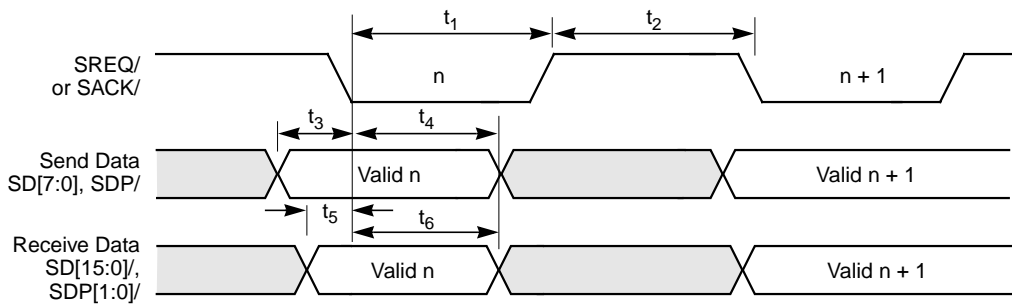 t1
t2
SREQ/
or SACK/
n
n + 1
t3
t4
Send Data
SD[7:0], SDP/
Valid n
Valid n + 1
t5
t6
Receive Data
SD[15:0]/,
SDP[1:0]/
Valid n
Valid n + 1